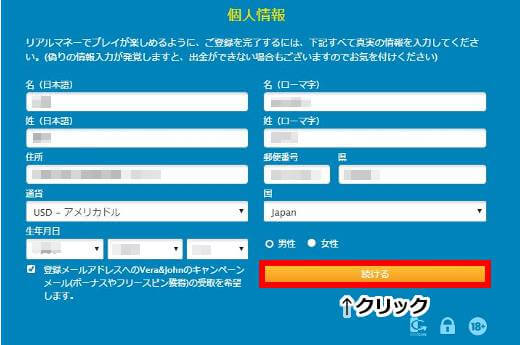 個人情報
リアルマネーでプレイが楽しめるように、ご登録を完了するには、下記すべて真実の情報を入力してくださ
い。(偽りの情報入力が発覚しますと、出金ができない場合もございますのでお気を付けください)
名（日本語） 名（ローマ字）
姓（日本語） 姓（ローマ字）
住所 郵便番号 県
通貨 国
USD – アメリカドル Japan
生年月日
男性 女性
登録メールアドレスへのVera&Johnのキャンペーン
メール(ボーナスやフリースピン獲得)の受取を希望
します。
続ける
↑クリック
18+